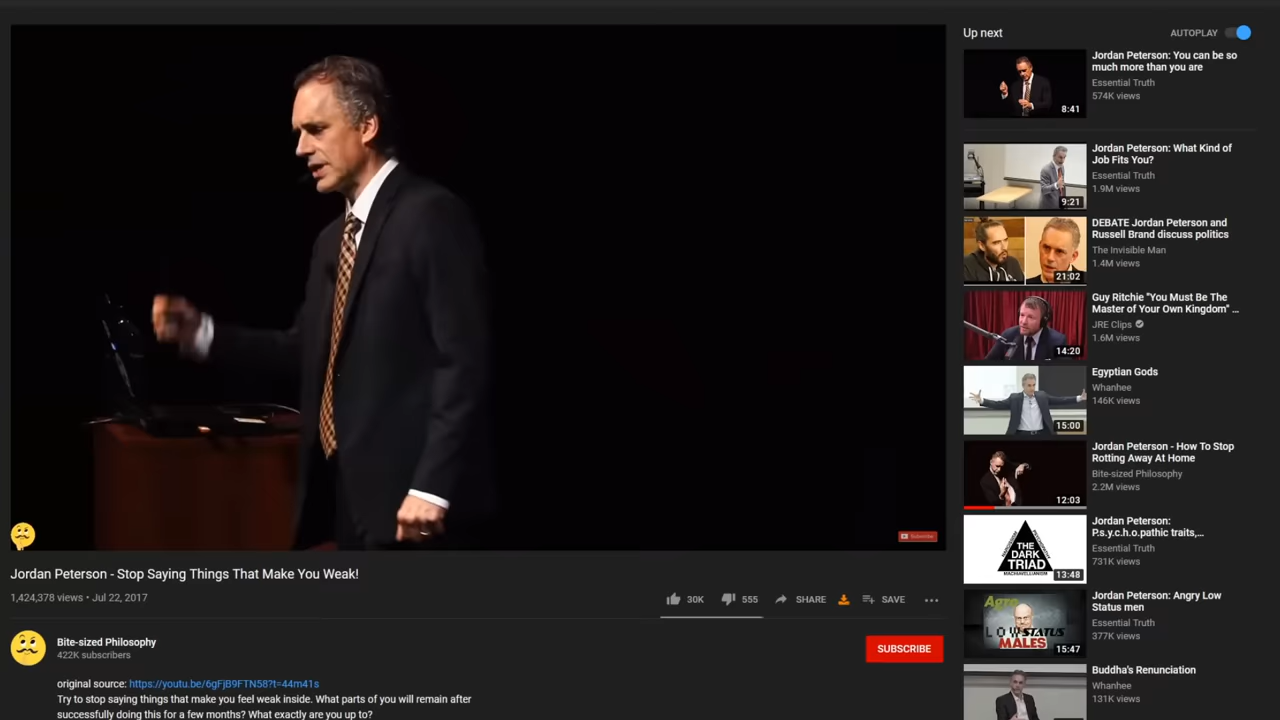 Up next
AUTOPLAY
Jordan Peterson: You can be so
much more than you are
Essential Truth
574K views
8:41
Jordan Peterson: What Kind of
Job Fits You?
Essential Truth
1.9M views
9:21
DEBATE Jordan Peterson and
Russell Brand discuss politics
The Invisible Man
1.4M views
21:02
Guy Ritchie "You Must Be The
Master of Your Own Kingdom" ...
JRE Clips
1.6M views
14:20
Egyptian Gods
Whanhee
146K views
15:00
Jordan Peterson - How To Stop
Rotting Away At Home
Bite-sized Philosophy
2.2M views
12:03
Jordan Peterson:
P.s.y.c.h.o.pathic traits,...
Essential Truth
731K views
THE
DARK
TRIAD
MACHIAVELLIANISM
13:48
Jordan Peterson: Angry Low
Status men
Essential Truth
377K views
LOW STATUS
MALES
15:47
Buddha's Renunciation
Whanhee
131K views
Subscribe
Jordan Peterson - Stop Saying Things That Make You Weak!
1,424,378 views • Jul 22, 2017
30K
555
SHARE
SAVE
Bite-sized Philosophy
422K subscribers
SUBSCRIBE
original source: https://youtu.be/6gFjB9FTN58?t=44m41s
Try to stop saying things that make you feel weak inside. What parts of you will remain after
successfully doing this for a few months? What exactly are you up to?